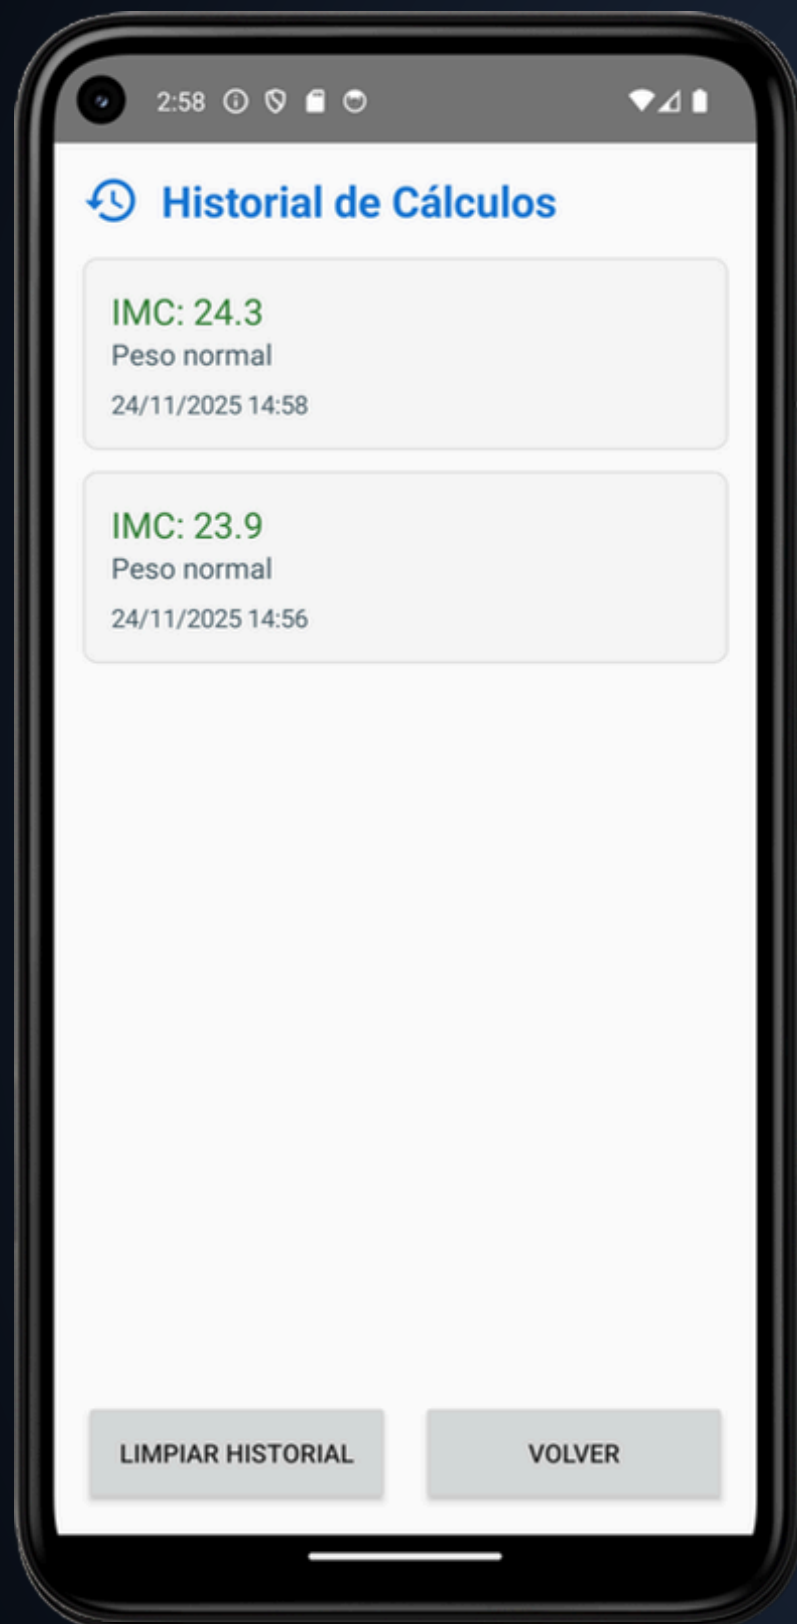 2:58
Historial de Cálculos
IMC: 24.3
Peso normal
24/11/2025 14:58
IMC: 23.9
Peso normal
24/11/2025 14:56
LIMPIAR HISTORIAL
VOLVER